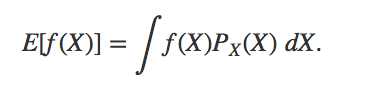 E[f(X)] = ∫ f(X)P_X(X) dX.